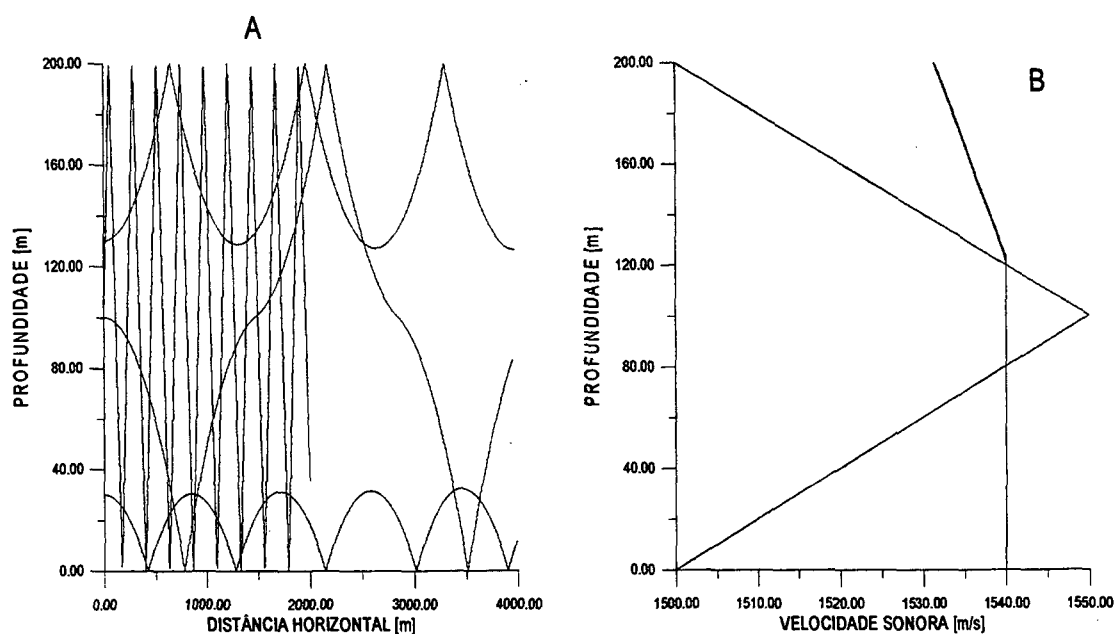 A
PROFUNDIDADE [m]
200.00
160.00
120.00
80.00
40.00
0.00
0.00 1000.00 2000.00 3000.00 4000.00
DISTÂNCIA HORIZONTAL [m]
B
PROFUNDIDADE [m]
200.00
160.00
120.00
80.00
40.00
0.00
1500.00 1510.00 1520.00 1530.00 1540.00 1550.00
VELOCIDADE SONORA [m/s]